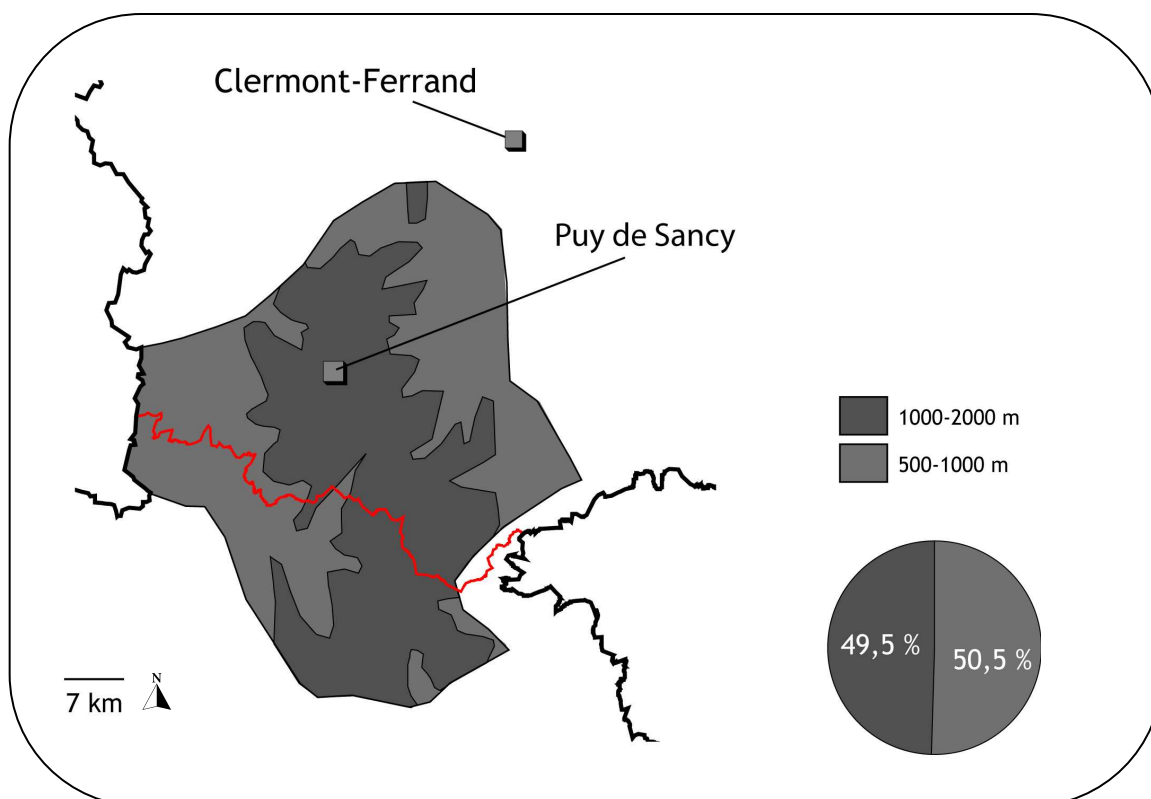 Clermont-Ferrand
Puy de Sancy
1000-2000 m
500-1000 m
49,5 %
50,5 %
7 km
N